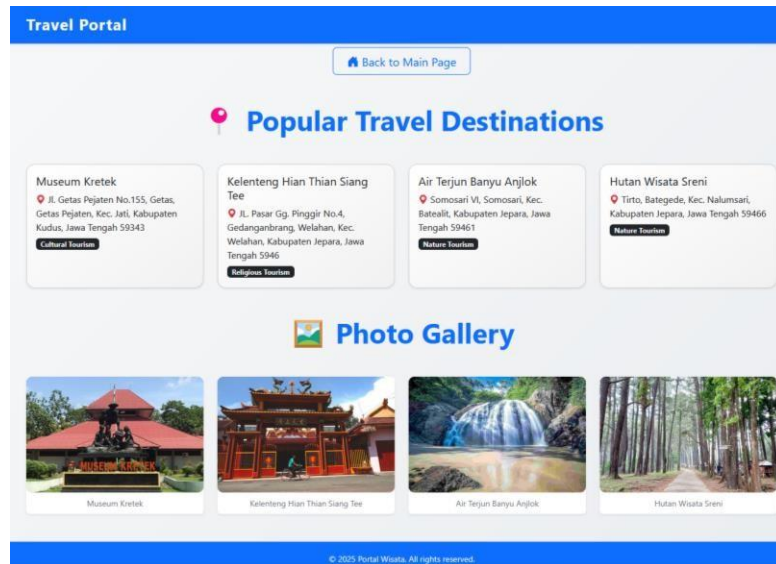 Travel Portal
Back to Main Page
Popular Travel Destinations
Museum Kretek
Jl. Getas Pejaten No.155, Getas,
Getas Pejaten, Kec. Jati, Kabupaten
Kudus, Jawa Tengah 59343
Cultural Tourism
Kelenteng Hian Thian Siang
Tee
JL. Pasar Gg. Pinggir No.4,
Gedanganbrang, Welahan, Kec.
Welahan, Kabupaten Jepara, Jawa
Tengah 5946
Religious Tourism
Air Terjun Banyu Anjlok
Somosari VI, Somosari, Kec.
Batealit, Kabupaten Jepara, Jawa
Tengah 59461
Nature Tourism
Hutan Wisata Sreni
Tirto, Bategede, Kec. Nalumsari,
Kabupaten Jepara, Jawa Tengah 59466
Nature Tourism
Photo Gallery
MUSEUM KRETEK
Museum Kretek
Kelenteng Hian Thian Siang Tee
Air Terjun Banyu Anjlok
Hutan Wisata Sreni
© 2025 Portal Wisata. All rights reserved.